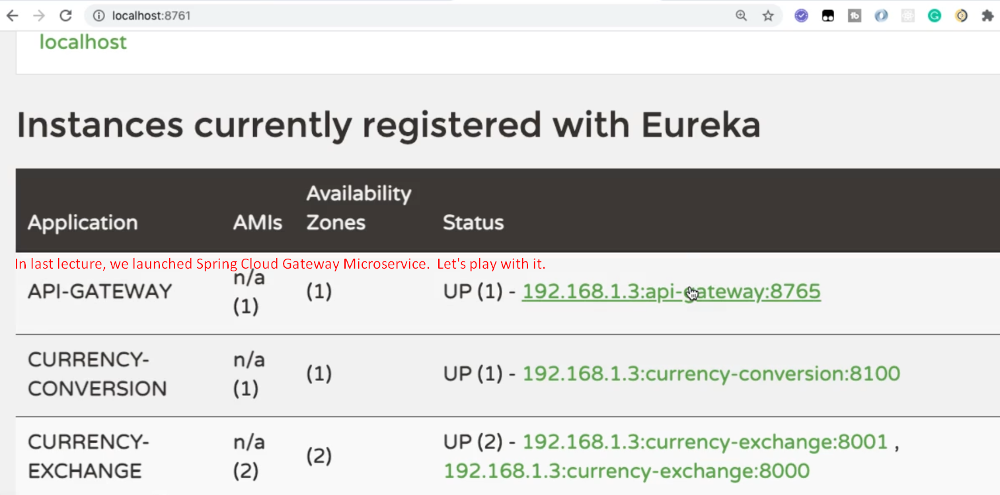 localhost:8761
localhost
Instances currently registered with Eureka
Availability
Application AMIs Zones Status
In last lecture, we launched Spring Cloud Gateway Microservice. Let's play with it.
n/a
API-GATEWAY (1) UP (1) - 192.168.1.3:api-gateway:8765
(1)
CURRENCY- n/a
(1) UP (1) - 192.168.1.3:currency-conversion:8100
CONVERSION (1)
CURRENCY- n/a UP (2) - 192.168.1.3:currency-exchange:8001 ,
(2)
EXCHANGE (2) 192.168.1.3:currency-exchange:8000